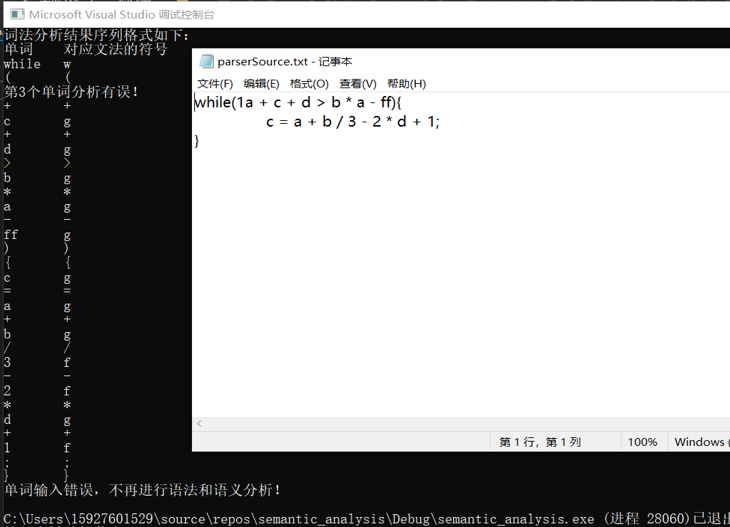 Microsoft Visual Studio 调试控制台
词法分析结果序列格式如下:
单词 对应文法的符号
while w
( (
第3个单词分析有误!
+ +
c g
+ +
d g
> >
b g
* *
a g
- -
ff g
) )
{ {
c g
= =
a g
+ +
b g
/ /
3 f
- -
2 f
* *
d g
+ +
1 f
; ;
} }
单词输入错误，不再进行语法和语义分析!
C:\Users\15927601529\source\repos\semantic_analysis\Debug\semantic_analysis.exe (进程 28060)已退出
parserSource.txt - 记事本
文件(F) 编辑(E) 格式(O) 查看(V) 帮助(H)
while(1a + c + d > b * a - ff){
c = a + b / 3 - 2 * d + 1;
}
第 1 行，第 1 列 100% Windows (